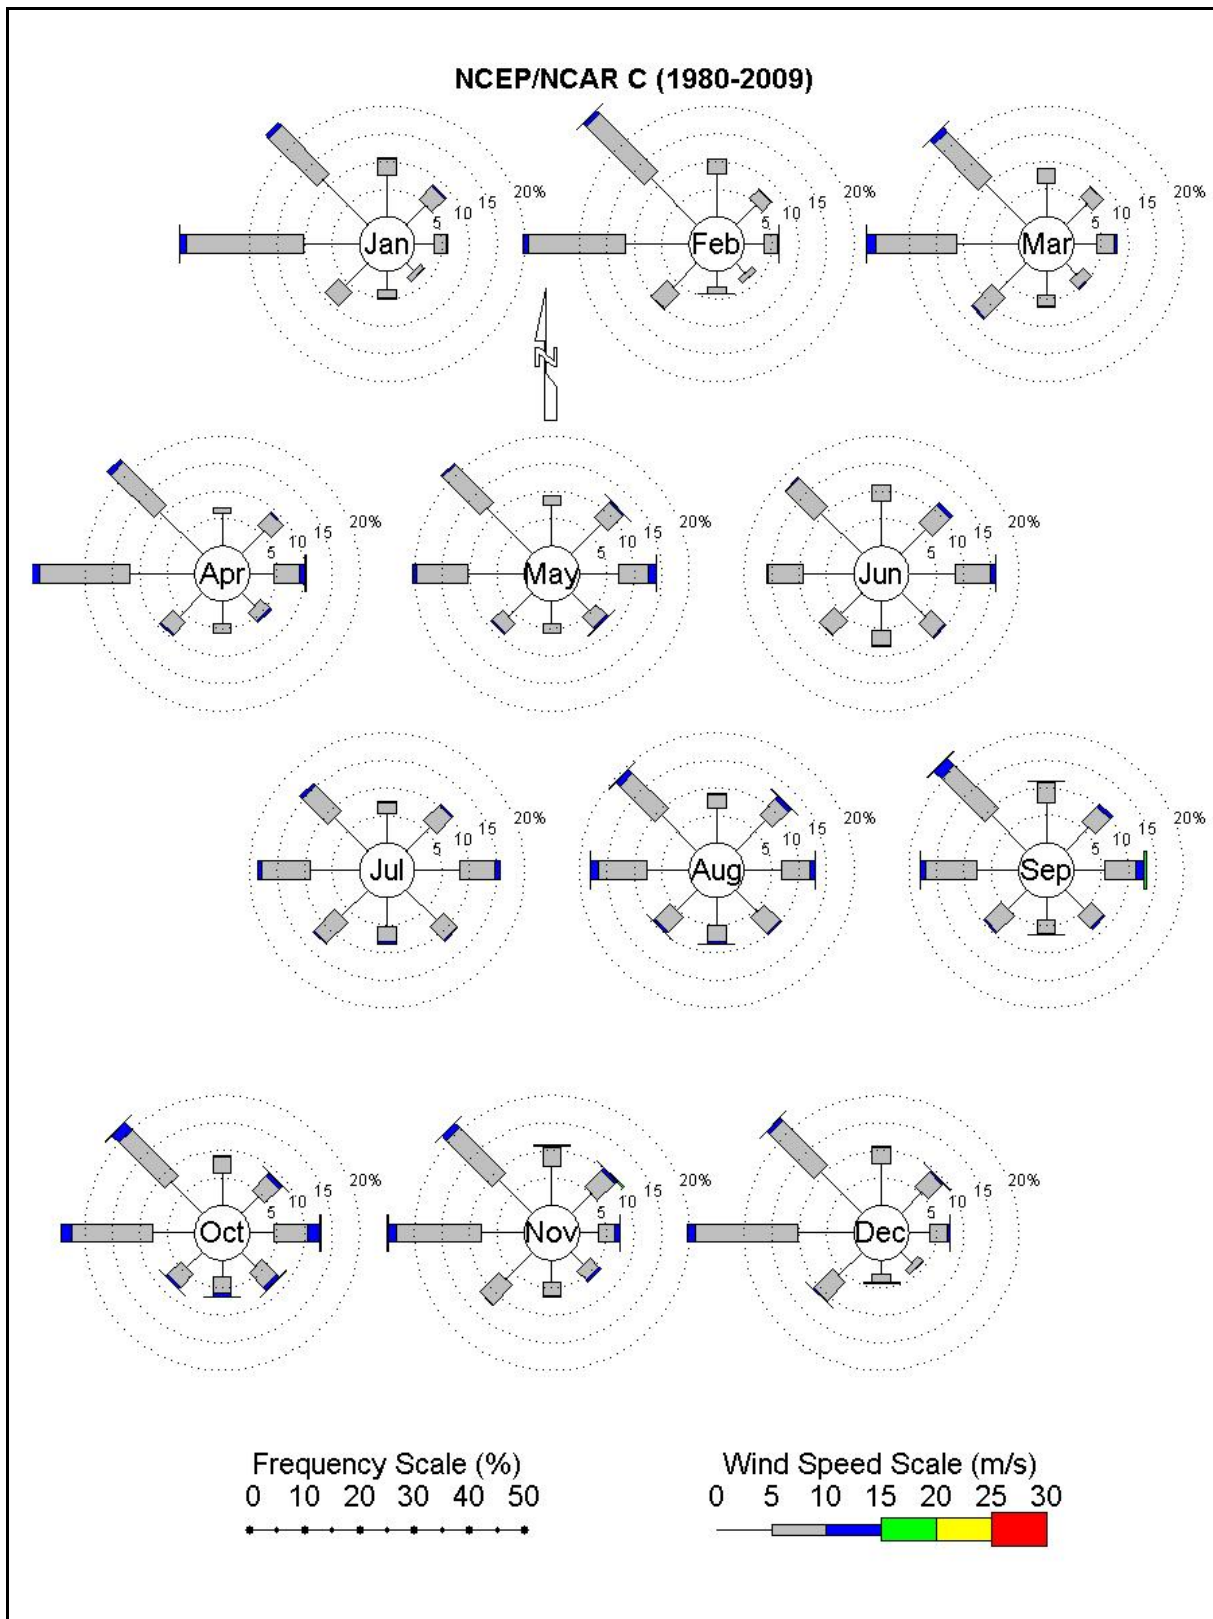 NCEP/NCAR C (1980-2009)
Jan 5 10 15 20%
Feb 5 10 15 20%
Mar 5 10 15 20%
N
Apr 5 10 15 20%
May 5 10 15 20%
Jun 5 10 15 20%
Jul 5 10 15 20%
Aug 5 10 15 20%
Sep 5 10 15 20%
Oct 5 10 15 20%
Nov 5 10 15 20%
Dec 5 10 15 20%
Frequency Scale (%)
0 10 20 30 40 50
Wind Speed Scale (m/s)
0 5 10 15 20 25 30